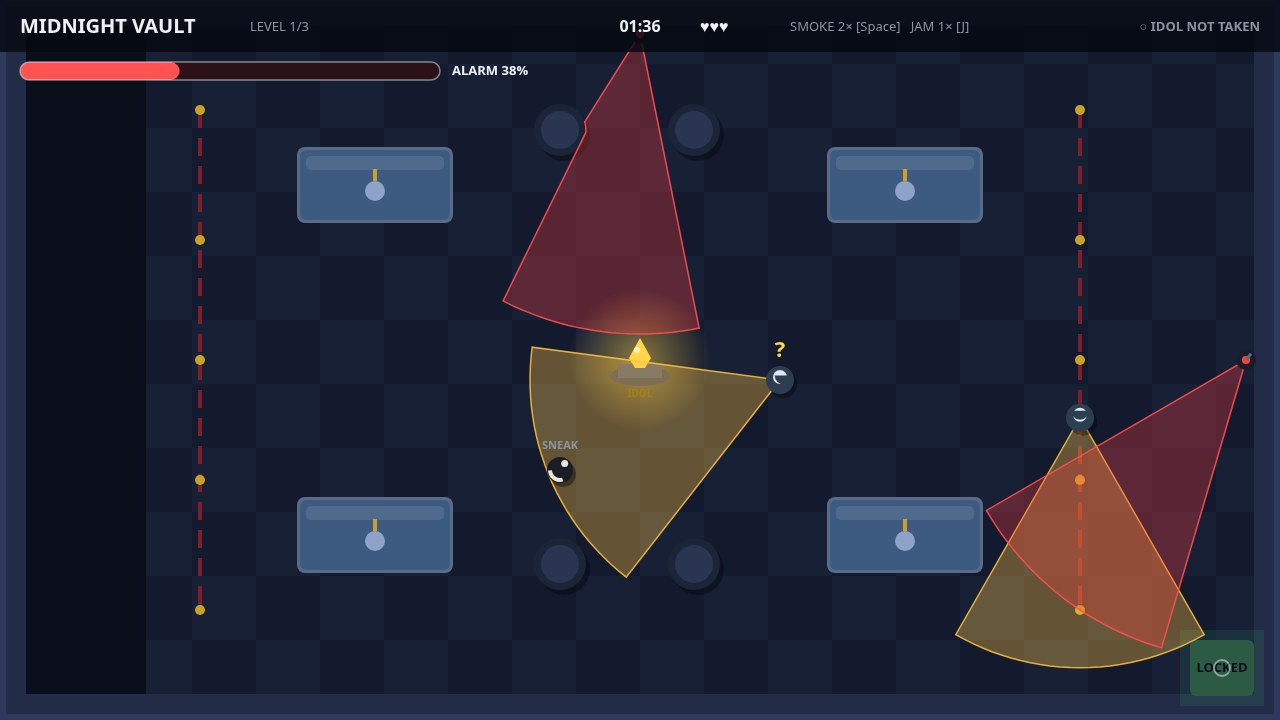 MIDNIGHT VAULT
LEVEL 1/3
01:36
♥♥♥
SMOKE 2× [Space] JAM 1× [J]
○ IDOL NOT TAKEN
ALARM 38%
?
IDOL
SNEAK
LOCKED